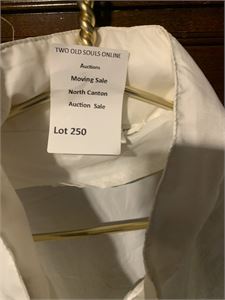 TWO OLD SOULS ONLINE
Auctions
Moving Sale
North Canton
Auction Sale
Lot 250